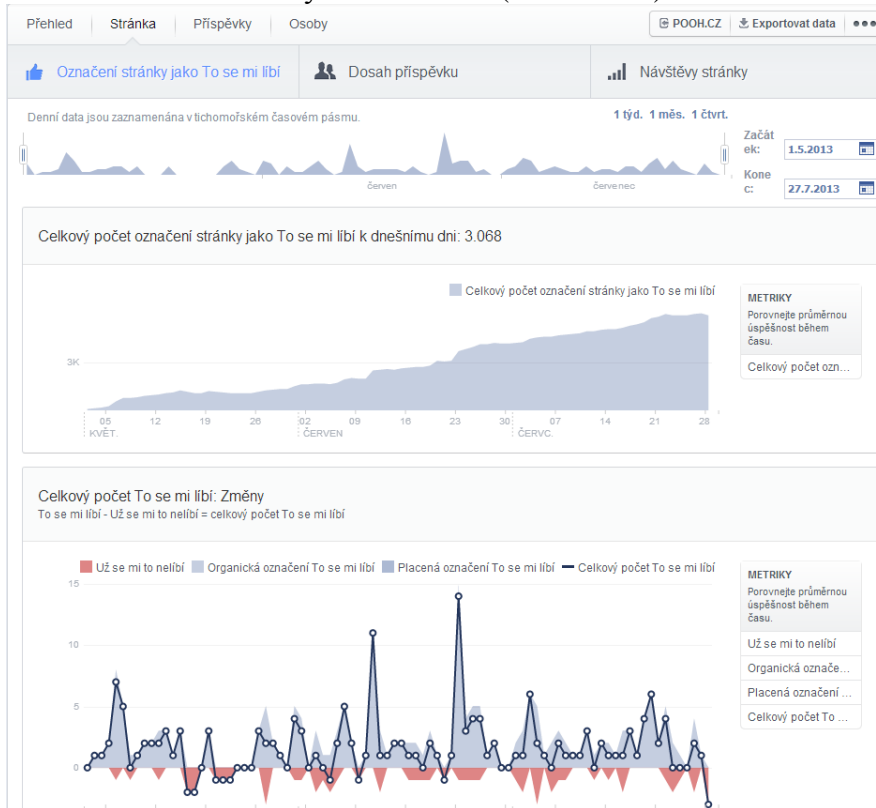 Přehled Stránka Příspěvky Osoby POOH.CZ Exportovat data
Označení stránky jako To se mi líbí Dosah příspěvku Návštěvy stránky
Denní data jsou zaznamenána v tichomořském časovém pásmu.
1 týd. 1 měs. 1 čtvrt.
Začát
ek: 1.5.2013
Kone
c: 27.7.2013
červen červenec
Celkový počet označení stránky jako To se mi líbí k dnešnímu dni: 3.068
Celkový počet označení stránky jako To se mi líbí
METRIKY
Porovnejte průměrnou
úspěšnost během
času.
Celkový počet ozn...
3K
05 12 19 26 02 09 16 23 30 07 14 21 28
KVĚT. ČERVEN ČERVC.
Celkový počet To se mi líbí: Změny
To se mi líbí - Už se mi to nelíbí = celkový počet To se mi líbí
Už se mi to nelíbí Organická označení To se mi líbí Placená označení To se mi líbí Celkový počet To se mi líbí
METRIKY
Porovnejte průměrnou
úspěšnost během
času.
Už se mi to nelíbí
Organická označe...
Placená označení ...
Celkový počet To ...
15
10
5
0